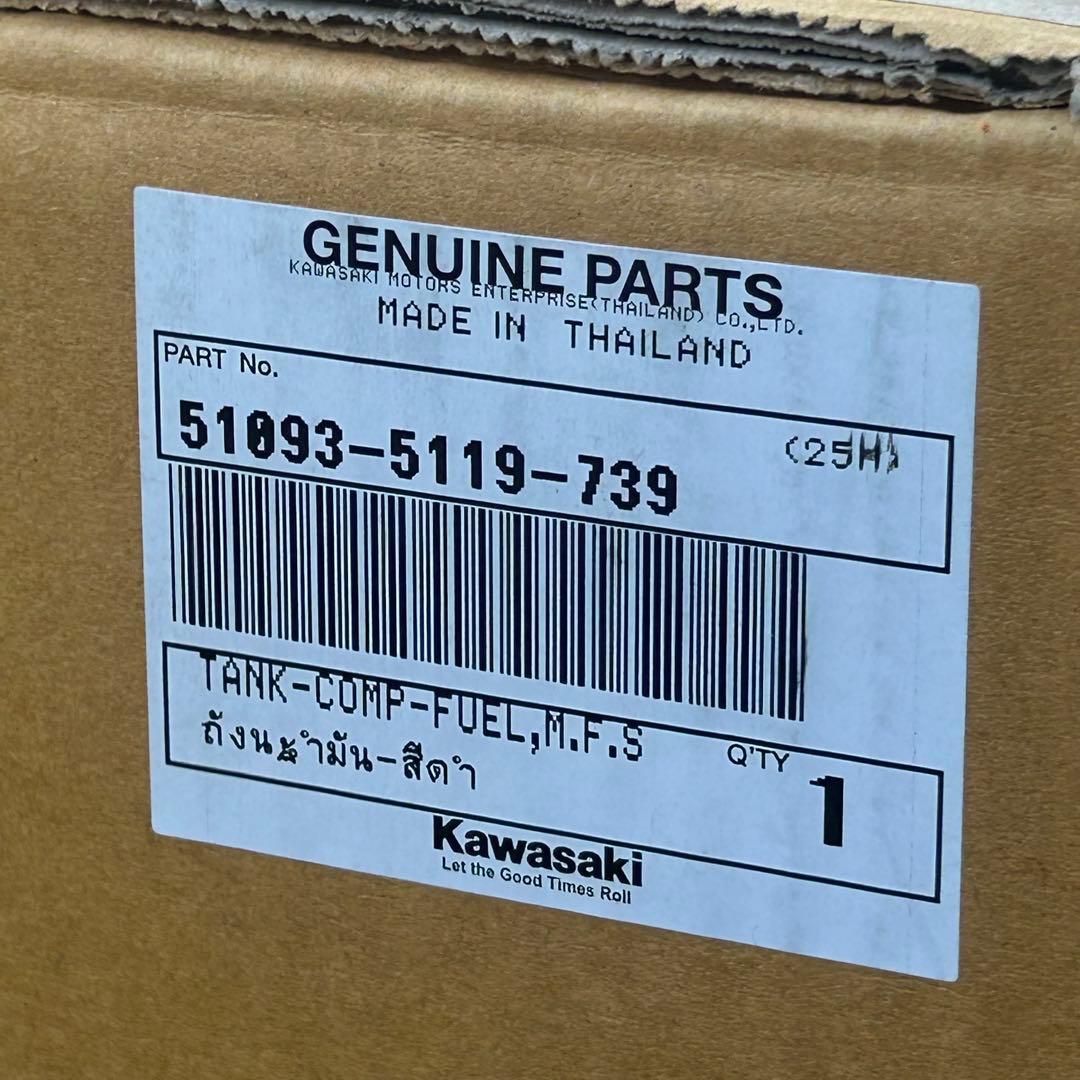 GENUINE PARTS
KAWASAKI MOTORS ENTERPRISE(THAILAND) CO.,LTD.
MADE IN THAILAND
PART No.
51093-5119-739 (25H)
TANK-COMP-FUEL,M.F.S
ถังน้ำมัน-สีดำ
Q'TY 1
Kawasaki
Let the Good Times Roll